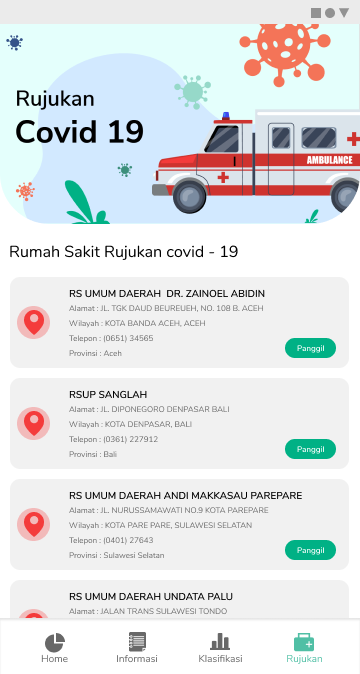 Rujukan
Covid 19
AMBULANCE
Rumah Sakit Rujukan covid - 19
RS UMUM DAERAH DR. ZAINOEL ABIDIN
Alamat : JL. TGK DAUD BEUREUEH, NO. 108 B. ACEH
Wilayah : KOTA BANDA ACEH, ACEH
Telepon : (0651) 34565
Panggil
Provinsi : Aceh
RSUP SANGLAH
Alamat : JL. DIPONEGORO DENPASAR BALI
Wilayah : KOTA DENPASAR, BALI
Telepon : (0361) 227912
Panggil
Provinsi : Bali
RS UMUM DAERAH ANDI MAKKASAU PAREPARE
Alamat : JL. NURUSSAMAWATI NO.9 KOTA PAREPARE
Wilayah : KOTA PARE PARE, SULAWESI SELATAN
Telepon : (0401) 27643
Panggil
Provinsi : Sulawesi Selatan
RS UMUM DAERAH UNDATA PALU
Alamat : JALAN TRANS SULAWESI TONDO
Home
Informasi
Klasifikasi
Rujukan